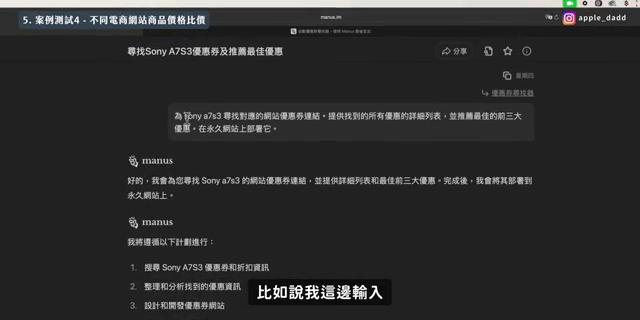 5. 案例測試4 - 不同電商網站商品價格比價
manus.im
apple_dadd
尋找Sony A7S3優惠券及推薦最佳優惠
分享
星期四
優惠券尋找器
為 sony a7s3 尋找對應的網站優惠券連結。提供找到的所有優惠的詳細列表，並推薦最佳的前三大
優惠。在永久網站上部署它。
manus
好的，我會為您尋找 Sony a7s3 的網站優惠券連結，並提供詳細列表和最佳前三大優惠。完成後，我會將其部署到
永久網站上。
manus
我將遵循以下計劃進行：
1. 搜尋 Sony A7S3 優惠券和折扣資訊
2. 整理和分析找到的優惠資訊
3. 設計和開發優惠券網站
比如說我這邊輸入